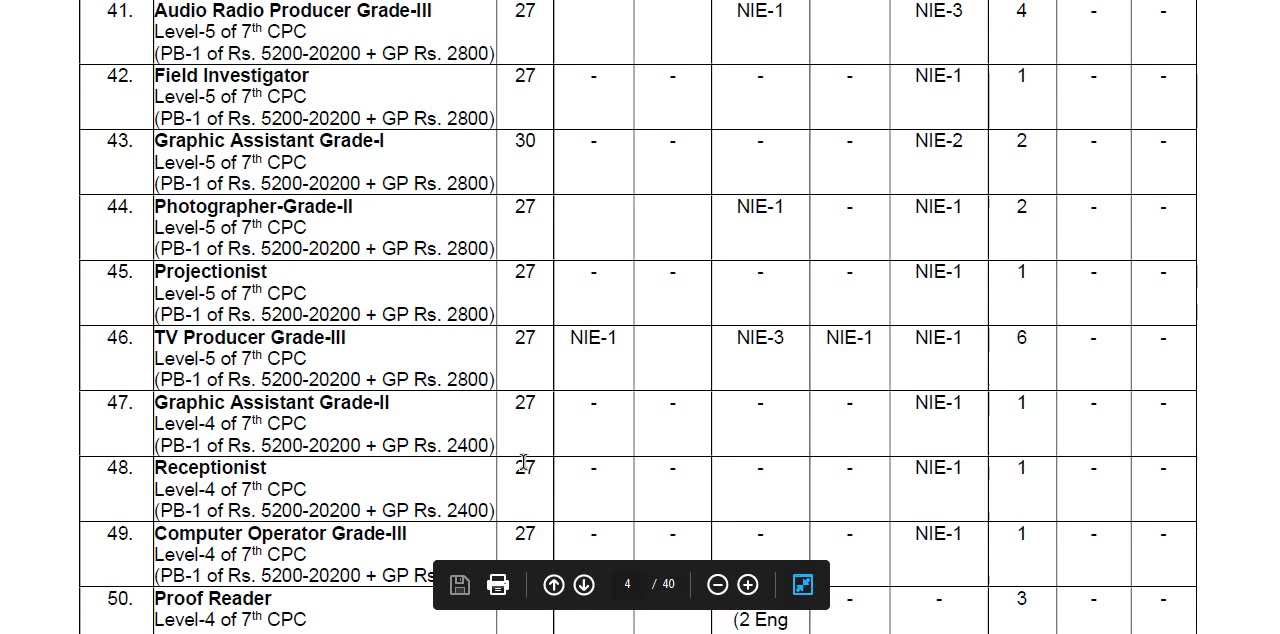 41. Audio Radio Producer Grade-III 27 NIE-1 NIE-3 4 - -
Level-5 of 7th CPC
(PB-1 of Rs. 5200-20200 + GP Rs. 2800)
42. Field Investigator 27 - - - - NIE-1 1 - -
Level-5 of 7th CPC
(PB-1 of Rs. 5200-20200 + GP Rs. 2800)
43. Graphic Assistant Grade-I 30 - - - - NIE-2 2 - -
Level-5 of 7th CPC
(PB-1 of Rs. 5200-20200 + GP Rs. 2800)
44. Photographer-Grade-II 27 NIE-1 - NIE-1 2 - -
Level-5 of 7th CPC
(PB-1 of Rs. 5200-20200 + GP Rs. 2800)
45. Projectionist 27 - - - - NIE-1 1 - -
Level-5 of 7th CPC
(PB-1 of Rs. 5200-20200 + GP Rs. 2800)
46. TV Producer Grade-III 27 NIE-1 NIE-3 NIE-1 NIE-1 6 - -
Level-5 of 7th CPC
(PB-1 of Rs. 5200-20200 + GP Rs. 2800)
47. Graphic Assistant Grade-II 27 - - - - NIE-1 1 - -
Level-4 of 7th CPC
(PB-1 of Rs. 5200-20200 + GP Rs. 2400)
48. Receptionist 27 - - - - NIE-1 1 - -
Level-4 of 7th CPC
(PB-1 of Rs. 5200-20200 + GP Rs. 2400)
49. Computer Operator Grade-III 27 - - - - NIE-1 1 - -
Level-4 of 7th CPC
(PB-1 of Rs. 5200-20200 + GP R
4 / 40
50. Proof Reader - - 3 - -
Level-4 of 7th CPC (2 Eng